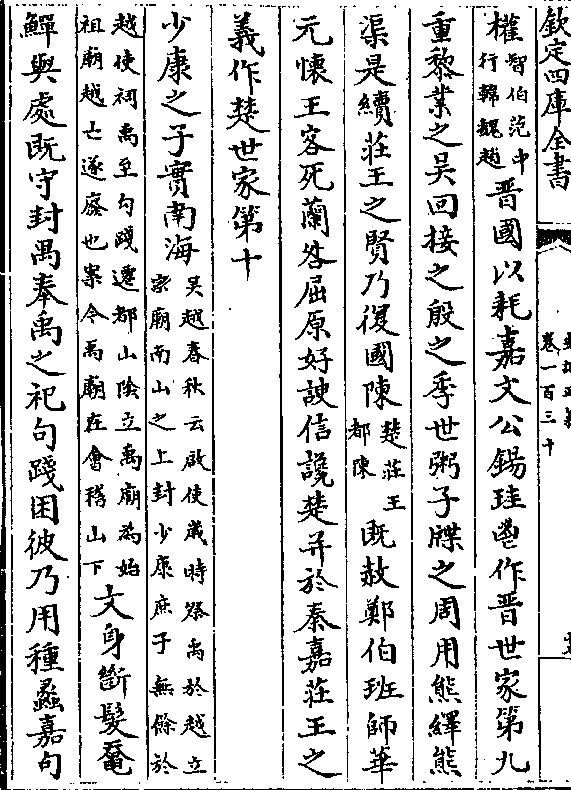 欽定四庫全書
卷一百三十
權智伯范中行韓魏趙晉國以耗嘉文公錫珪鬯作晉世家第九
重黎業之吳回接之殷之季世粥子牒之周用熊繹熊
渠是續莊王之賢乃復國陳楚莊王都陳既赦鄭伯班師華
元懷王客死蘭咎屈原好諛信讒楚并於秦嘉莊王之
義作楚世家第十
少康之子實南海吳越春秋云啟使歲時祭禹於越立宗廟南山之上封少康庶子無餘於
越使祠禹至句踐遷都山陰立禹廟為始祖廟越亡遂廢也案今禹廟在會稽山下文身斷髮黿
鱓與處既守封禺奉禹之祀句踐困彼乃用種蠡嘉句